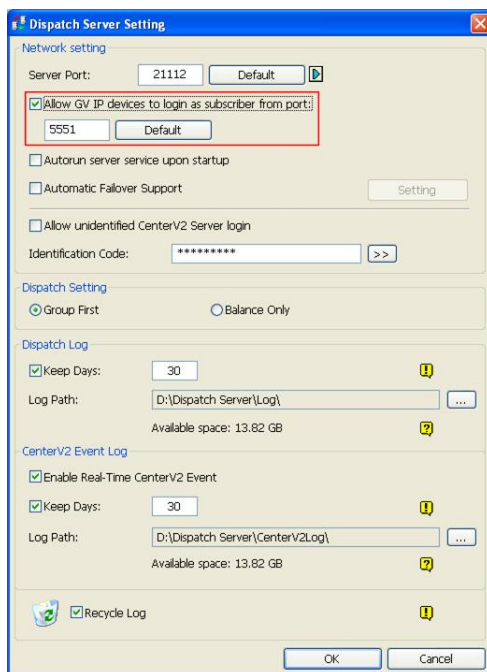 Dispatch Server Setting
Network setting
Server Port: 21112 Default
Allow GV IP devices to login as subscriber from port:
5551 Default
Autorun server service upon startup
Automatic Failover Support Setting
Allow unidentified CenterV2 Server login
Identification Code: ********* >>
Dispatch Setting
Group First Balance Only
Dispatch Log
Keep Days: 30 !
Log Path: D:\Dispatch Server\Log\ ...
Available space: 13.82 GB ?
CenterV2 Event Log
Enable Real-Time CenterV2 Event
Keep Days: 30 !
Log Path: D:\Dispatch Server\CenterV2Log\ ...
Available space: 13.82 GB ?
Recycle Log !
OK Cancel